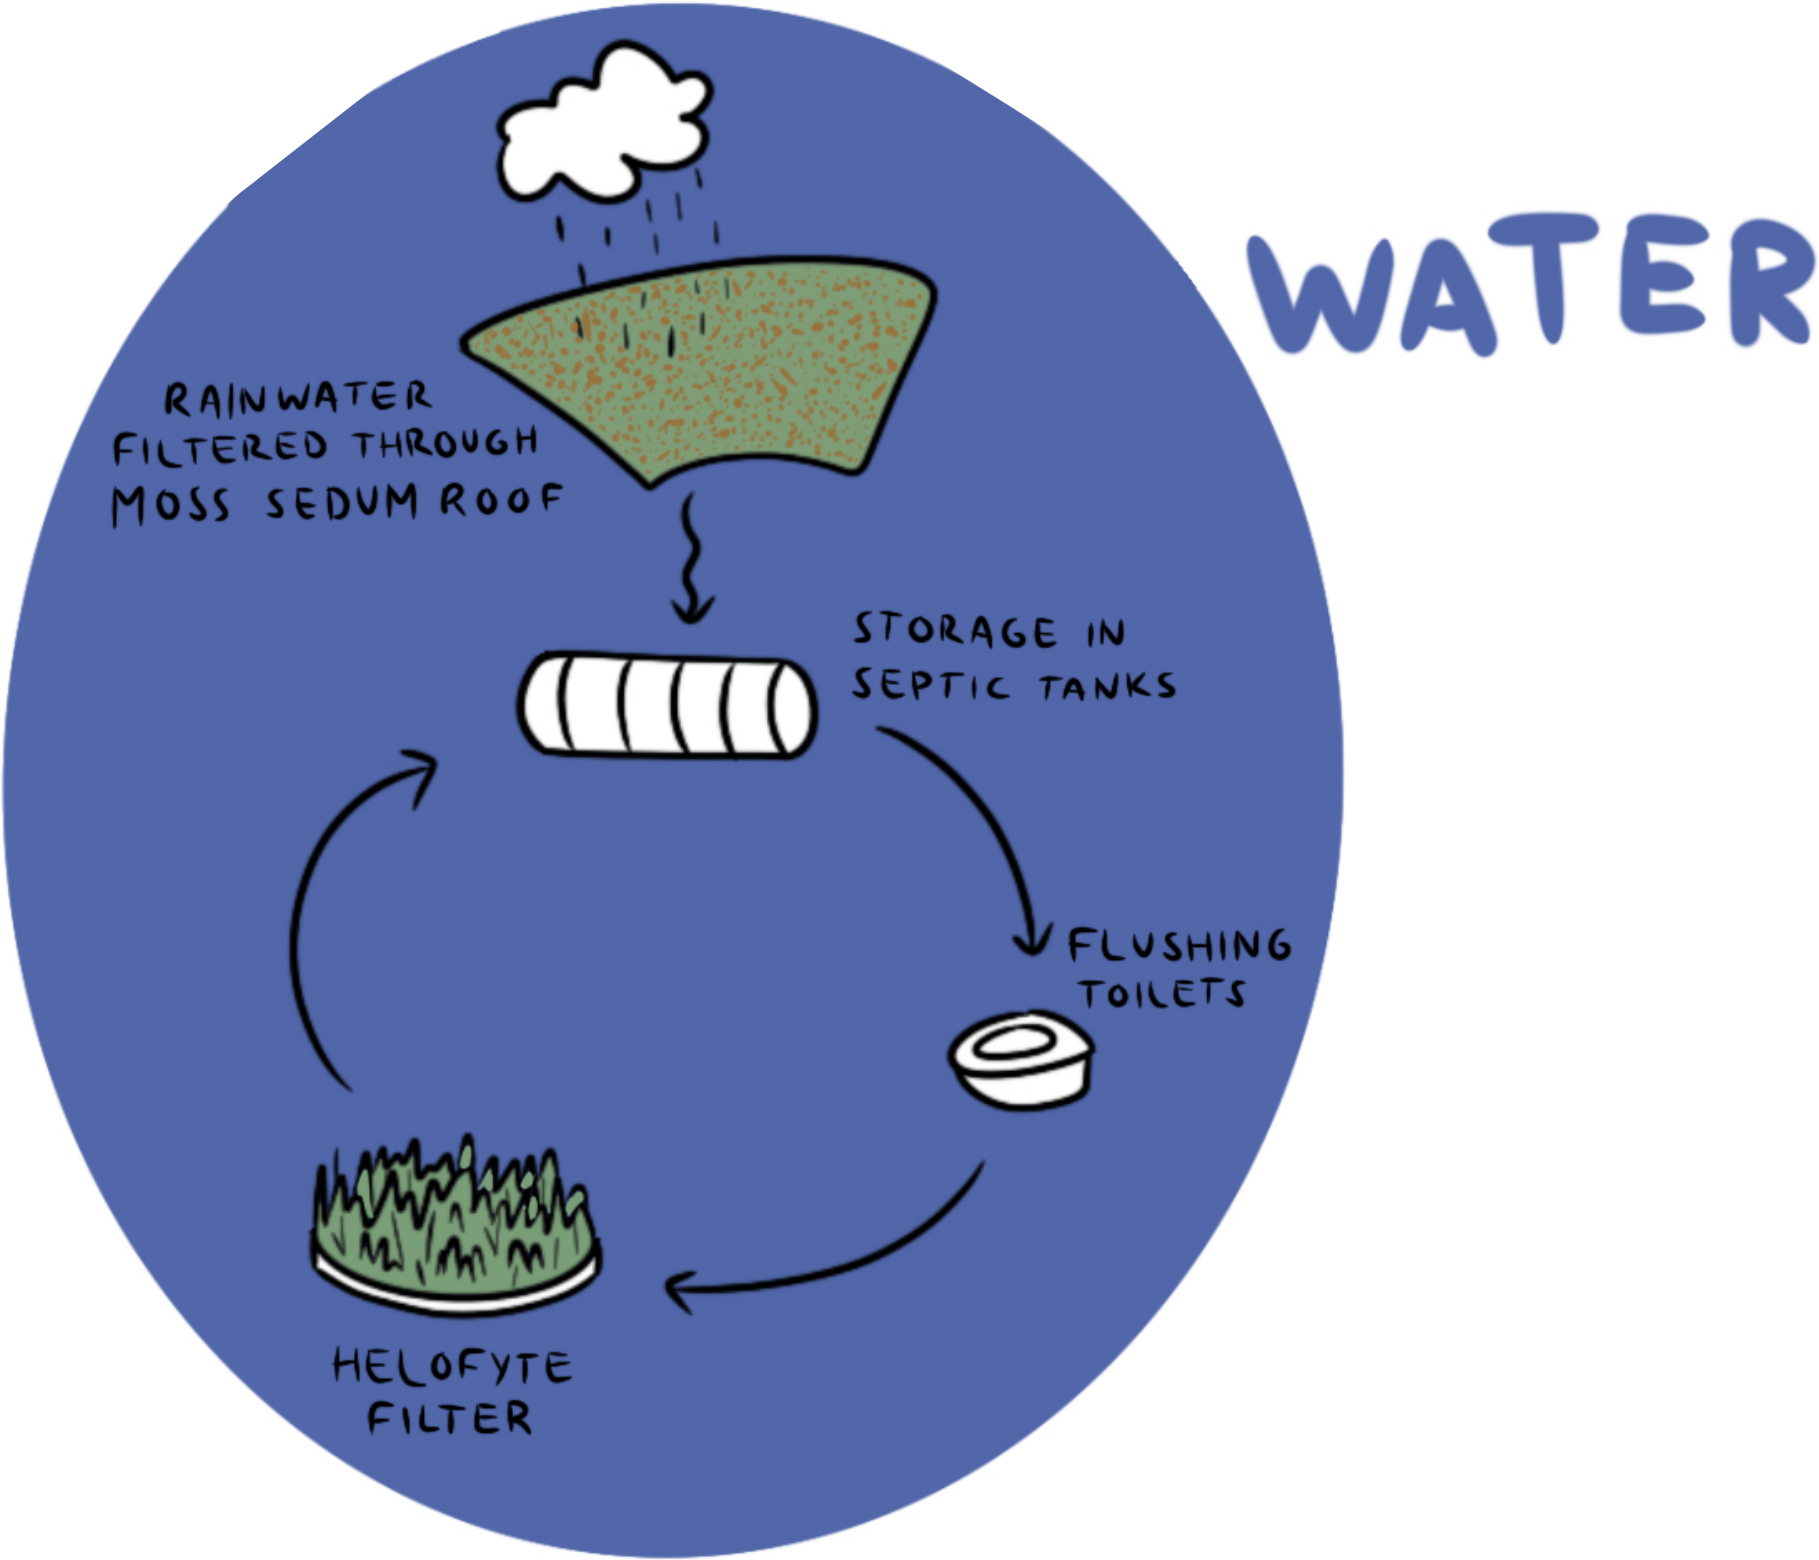 WATER
RAINWATER
FILTERED THROUGH
MOSS SEDUM ROOF
STORAGE IN
SEPTIC TANKS
FLUSHING
TOILETS
HELOFYTE
FILTER